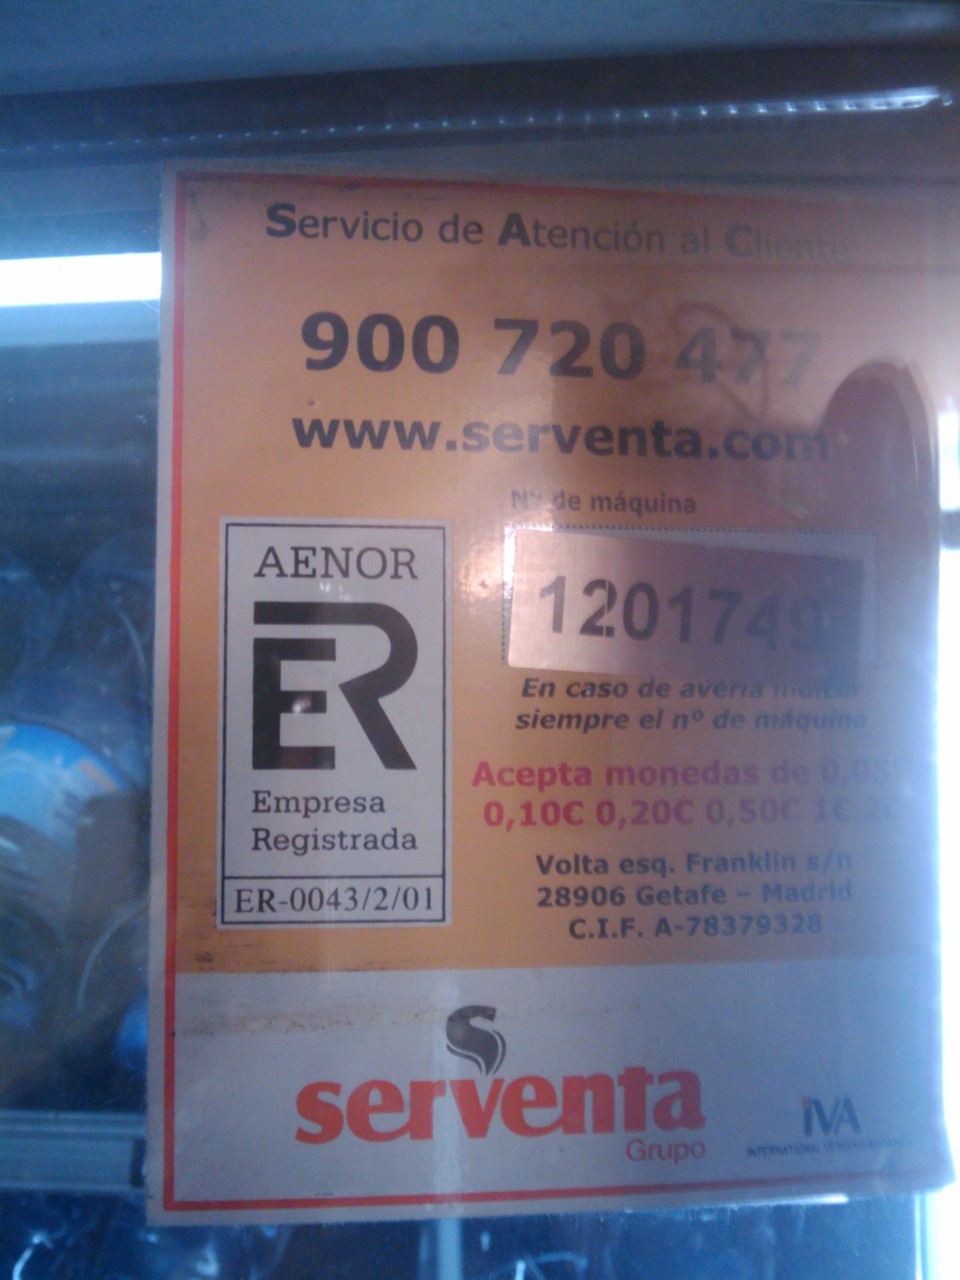 Servicio de Atención al Cliente
900 720 477
www.serventa.com
Nº de máquina
AENOR
ER
Empresa
Registrada
ER-0043/2/01
En caso de avería indicar
siempre el nº de máquina
Acepta monedas de 0,05€
0,10€ 0,20€ 0,50€ 1€ 2€
Volta esq. Franklin s/n
28906 Getafe – Madrid
C.I.F. A-78379328
serventa
Grupo
IVA
INTERNATIONAL VENDING ALLIANCE